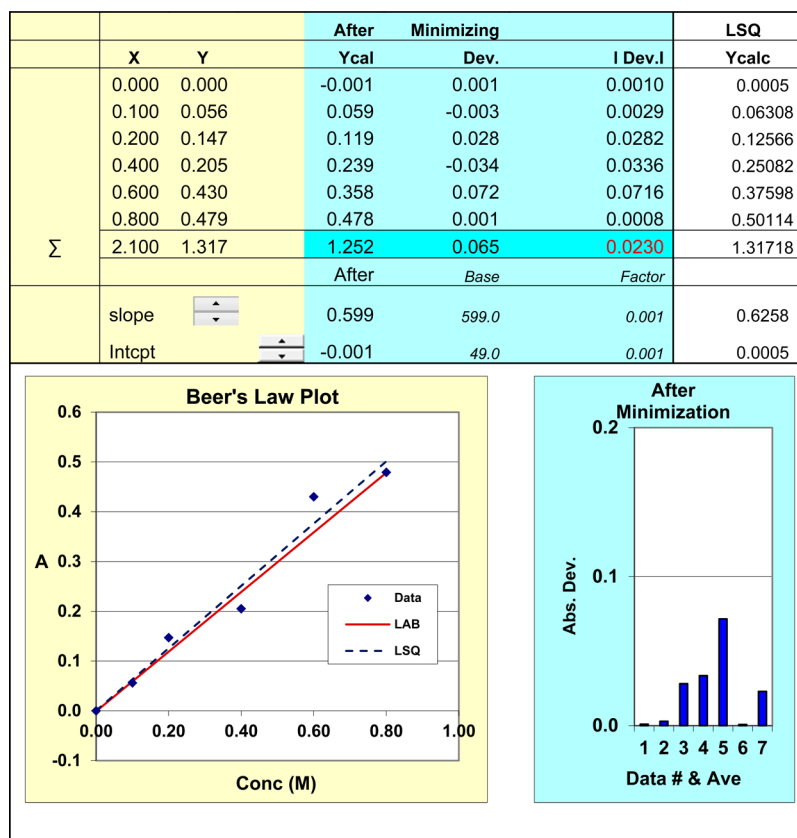 After Minimizing LSQ
X Y Ycal Dev. I Dev.I Ycalc
0.000 0.000 -0.001 0.001 0.0010 0.0005
0.100 0.056 0.059 -0.003 0.0029 0.06308
0.200 0.147 0.119 0.028 0.0282 0.12566
0.400 0.205 0.239 -0.034 0.0336 0.25082
0.600 0.430 0.358 0.072 0.0716 0.37598
0.800 0.479 0.478 0.001 0.0008 0.50114
∑ 2.100 1.317 1.252 0.065 0.0230 1.31718
After Base Factor
slope 0.599 599.0 0.001 0.6258
Intcpt -0.001 49.0 0.001 0.0005
Beer's Law Plot
0.6
0.5
0.4
A 0.3
0.2
0.1
0.0
-0.1
0.00 0.20 0.40 0.60 0.80 1.00
Conc (M)
Data
LAB
LSQ
After
Minimization
0.2
0.1
0.0
Abs. Dev.
1 2 3 4 5 6 7
Data # & Ave